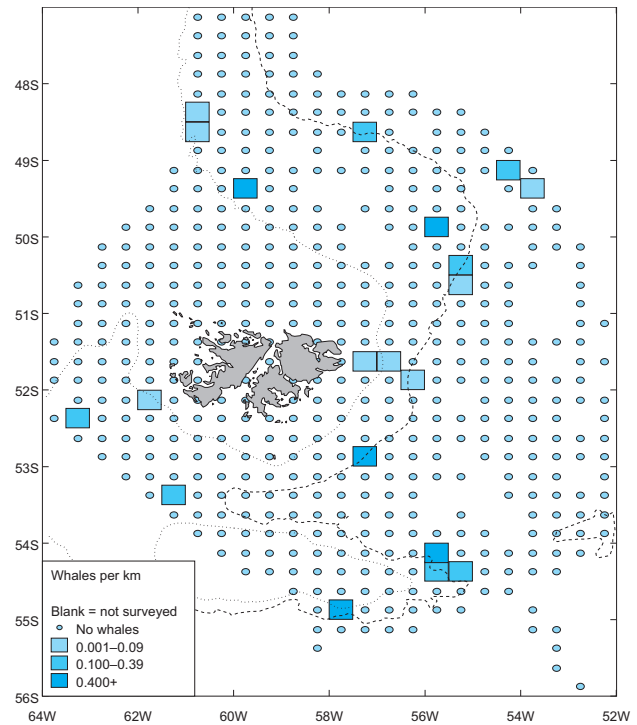 48S
49S
50S
51S
52S
53S
54S
55S
56S
Whales per km
Blank = not surveyed
No whales
0.001–0.09
0.100–0.39
0.400+
64W 62W 60W 58W 56W 54W 52W